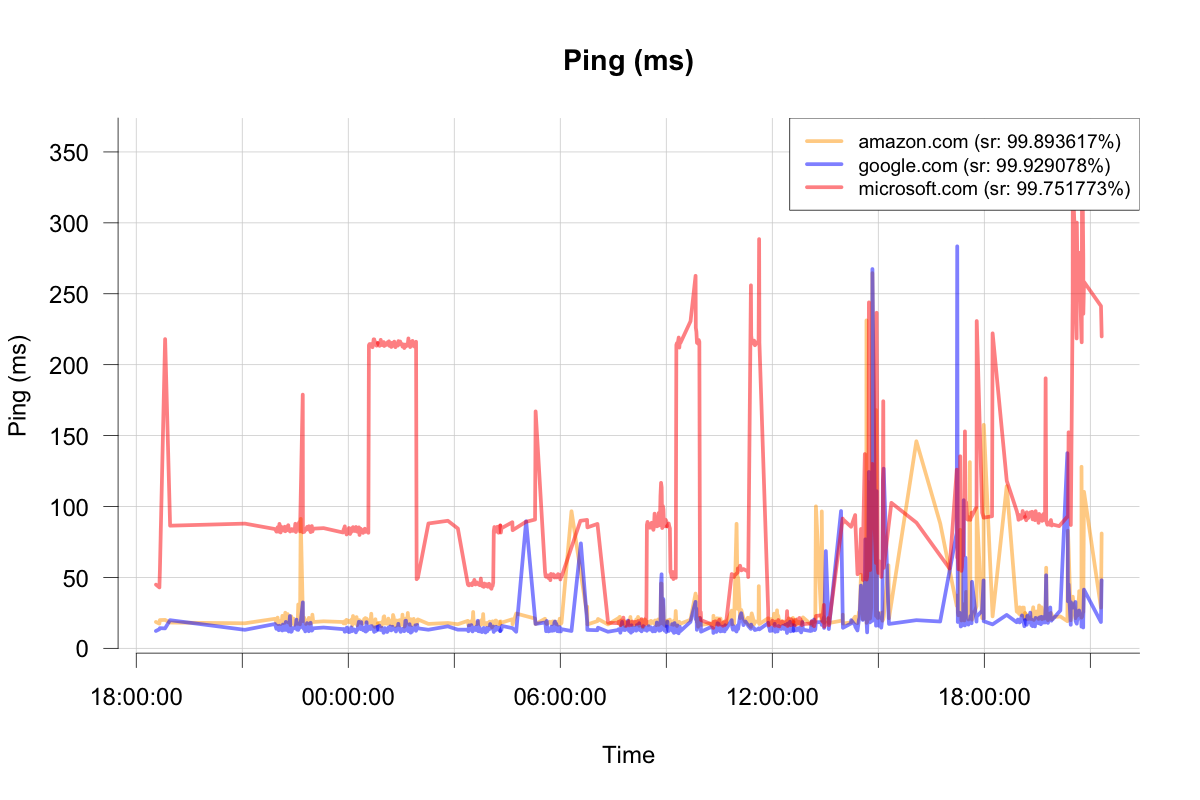 Ping (ms)
amazon.com (sr: 99.893617%)
google.com (sr: 99.929078%)
microsoft.com (sr: 99.751773%)
350
300
250
200
150
100
50
0
Ping (ms)
18:00:00 00:00:00 06:00:00 12:00:00 18:00:00
Time